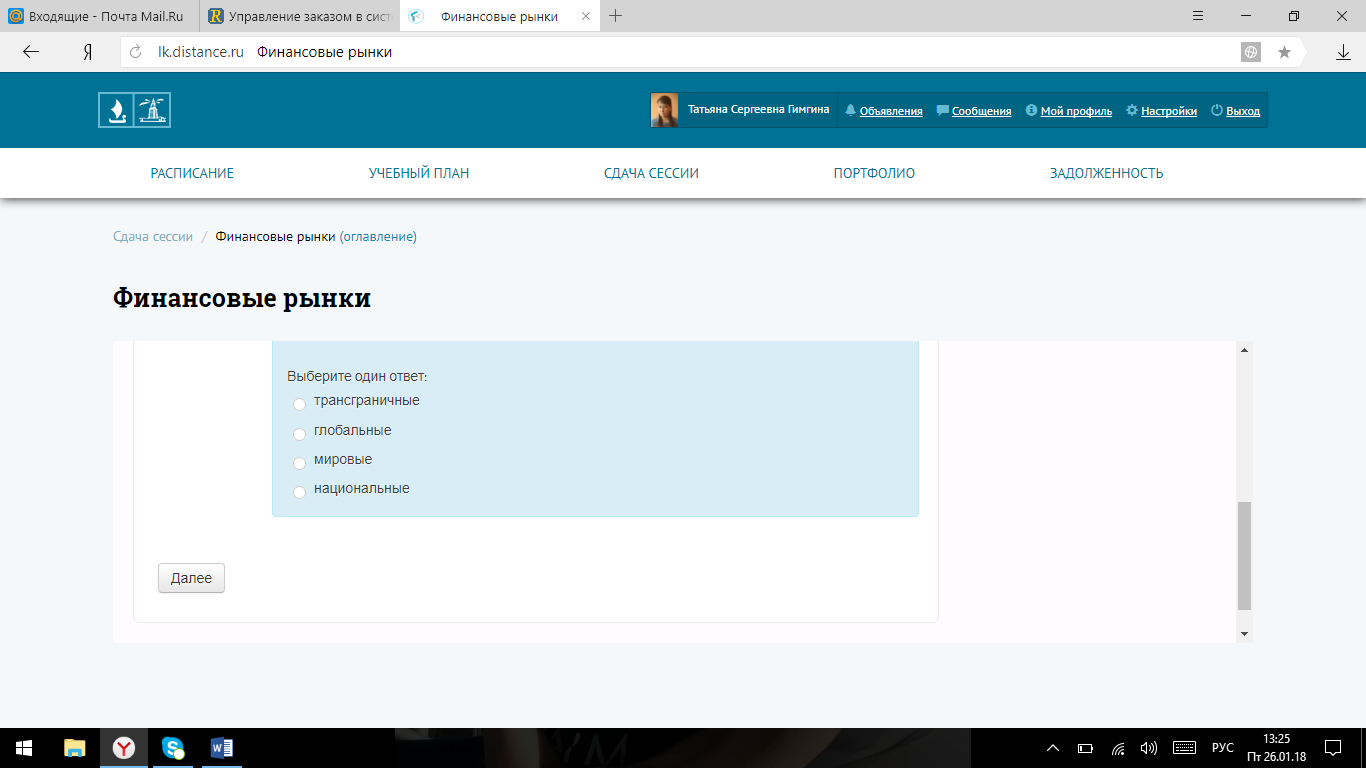 Входящие - Почта Mail.Ru
Управление заказом в сист
Финансовые рынки
lk.distance.ru Финансовые рынки
Татьяна Сергеевна Гимгина Объявления Сообщения Мой профиль Настройки Выход
РАСПИСАНИЕ УЧЕБНЫЙ ПЛАН СДАЧА СЕССИИ ПОРТФОЛИО ЗАДОЛЖЕННОСТЬ
Сдача сессии / Финансовые рынки (оглавление)
Финансовые рынки
Выберите один ответ:
трансграничные
глобальные
мировые
национальные
Далее
РУС
13:25
Пт 26.01.18